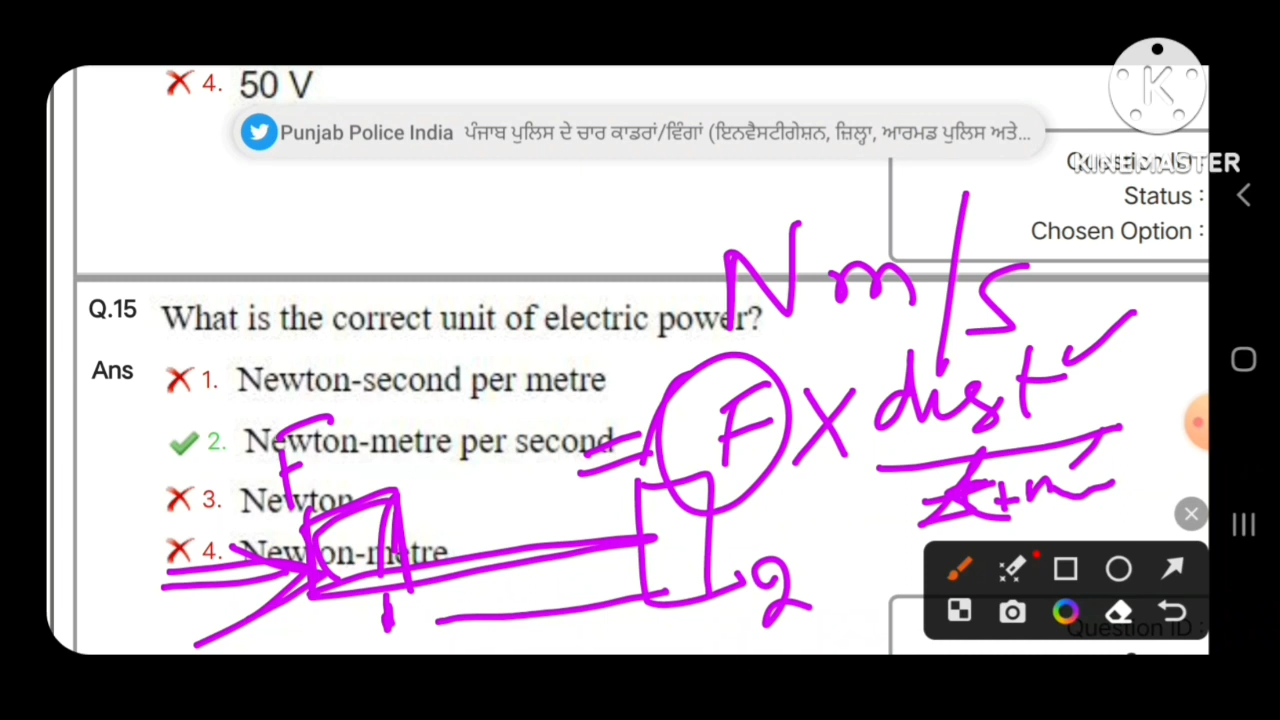 4. 50 V
Punjab Police India ਪੰਜਾਬ ਪੁਲਿਸ ਦੇ ਚਾਰ ਕਾਡਰਾਂ/ਵਿੰਗਾਂ (ਇਨਵੈਸਟੀਗੇਸ਼ਨ, ਜ਼ਿਲ੍ਹਾ, ਆਰਮਡ ਪੁਲਿਸ ਅਤੇ...
K
KINEMASTER
Status :
Chosen Option :
N m/s
Q.15 What is the correct unit of electric power?
Ans 1. Newton-second per metre
2. Newton-metre per second
3. Newton
4. Newton-metre
= F X dist
F
1
2
Question ID :